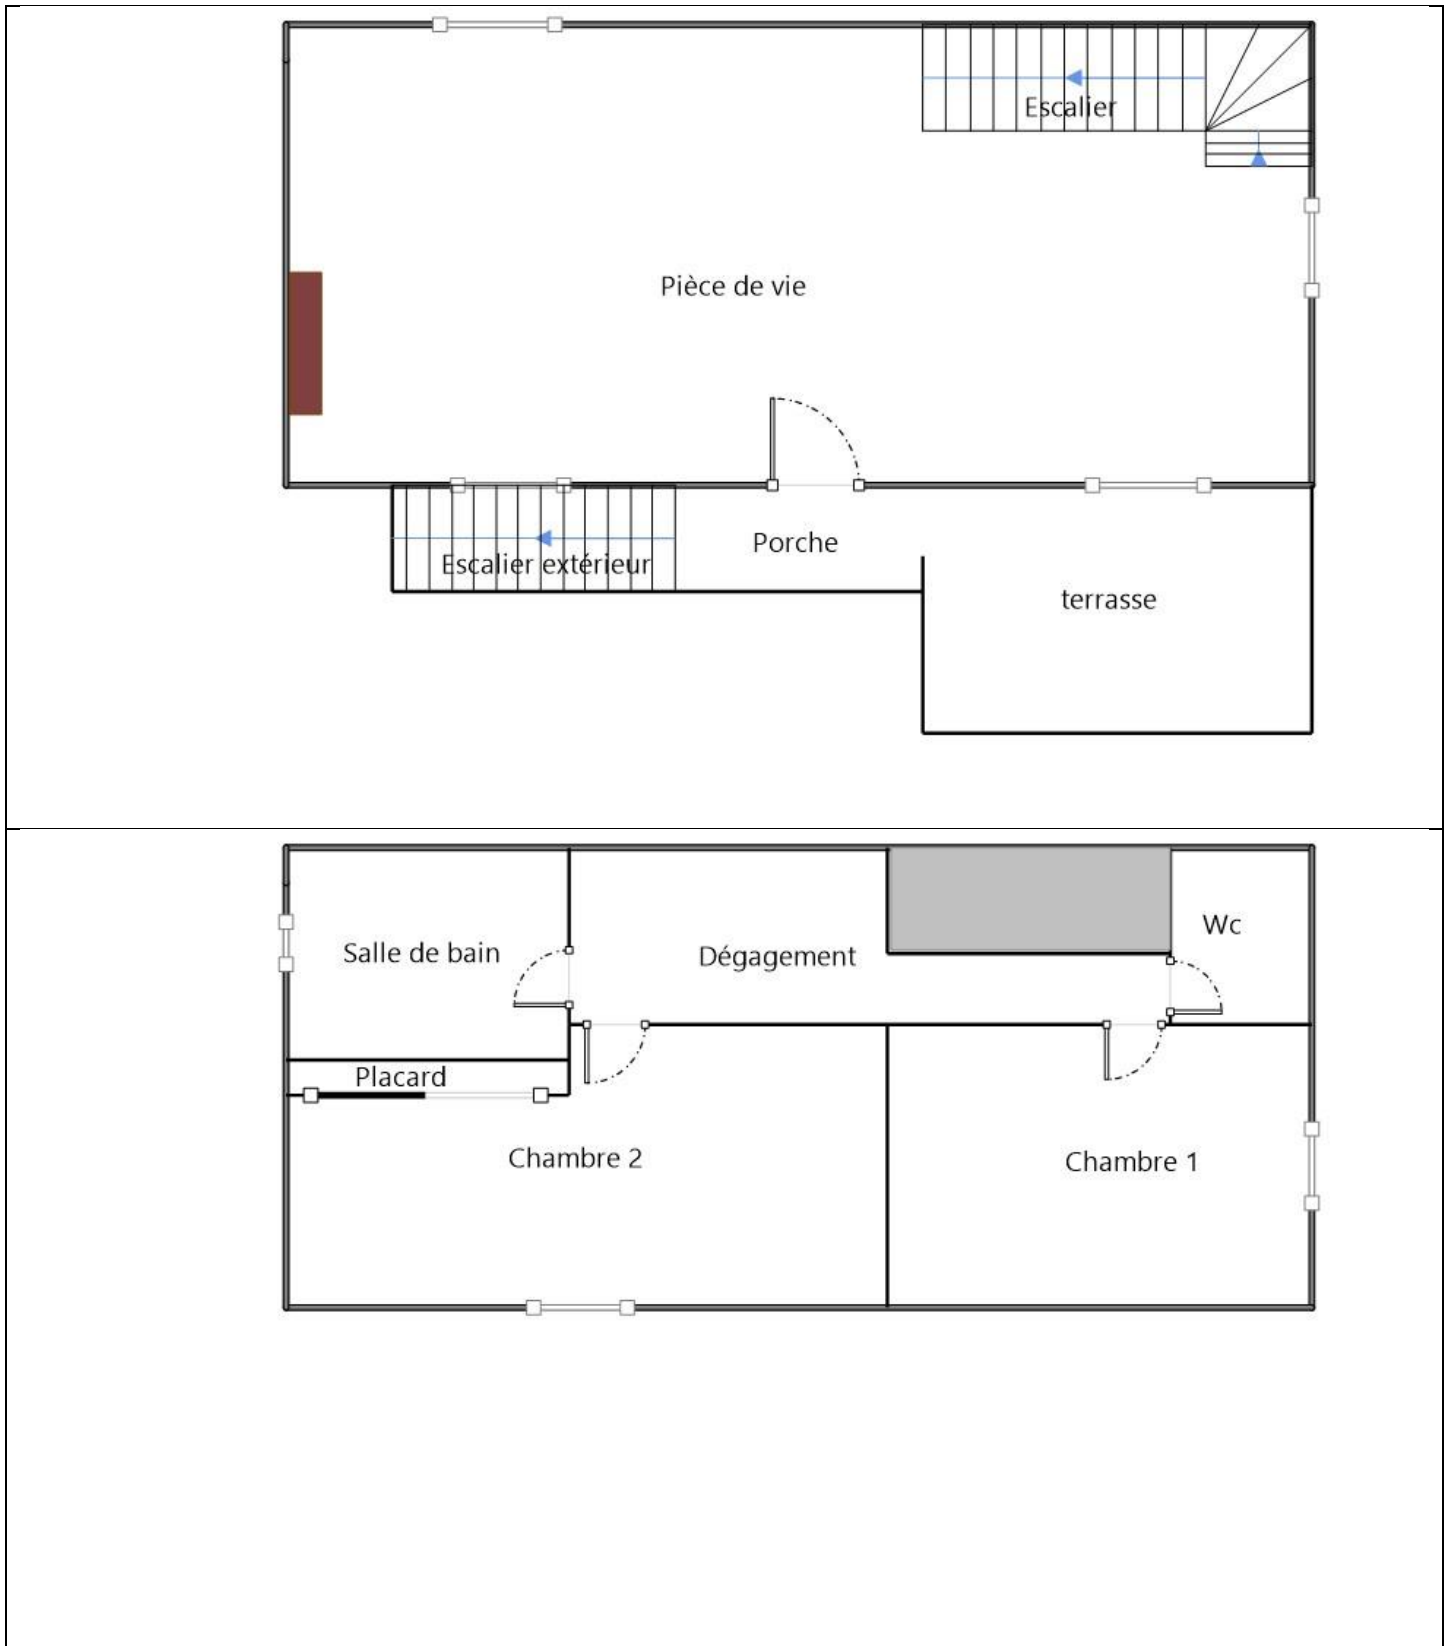 Escalier
Pièce de vie
Porche
Escalier extérieur
terrasse
Wc
Salle de bain
Dégagement
Placard
Chambre 2
Chambre 1